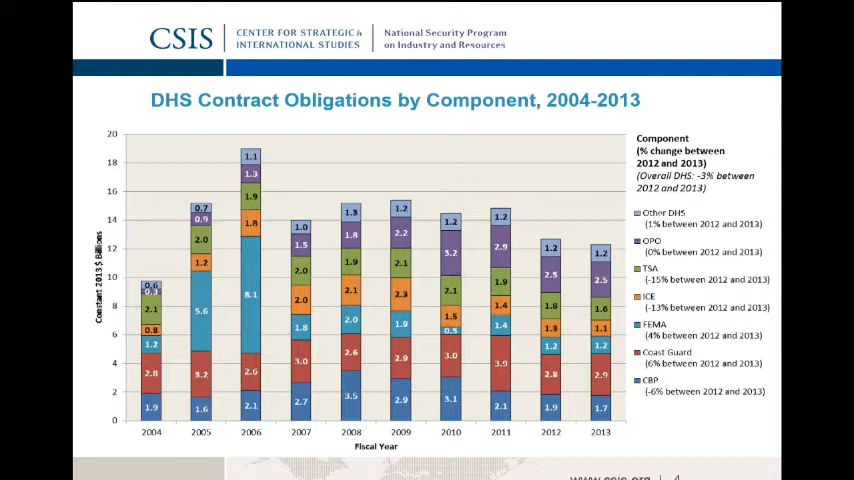 CSIS
CENTER FOR STRATEGIC &
INTERNATIONAL STUDIES
National Security Program
on Industry and Resources
DHS Contract Obligations by Component, 2004-2013
Constant 2013 $ Billions
20
18
16
14
12
10
8
6
4
2
0
0.6
0.3
2.1
0.8
1.2
2.8
1.9
0.7
0.9
2.0
1.2
5.6
3.2
1.6
1.1
1.3
1.9
1.8
8.1
2.6
2.1
1.0
1.5
2.0
2.0
1.8
3.0
2.7
1.3
1.8
1.9
2.1
2.0
2.6
3.5
1.2
2.2
2.1
2.3
1.9
2.9
2.9
1.2
3.2
2.1
1.5
0.5
3.0
3.1
1.2
2.9
1.9
1.4
1.4
3.9
2.1
1.2
2.5
1.8
1.3
1.2
2.8
1.9
1.2
2.5
1.6
1.1
1.2
2.9
1.7
2004 2005 2006 2007 2008 2009 2010 2011 2012 2013
Fiscal Year
Component
(% change between
2012 and 2013)
(Overall DHS: -3% between
2012 and 2013)
Other DHS
(1% between 2012 and 2013)
OPO
(0% between 2012 and 2013)
TSA
(-15% between 2012 and 2013)
ICE
(-13% between 2012 and 2013)
FEMA
(4% between 2012 and 2013)
Coast Guard
(6% between 2012 and 2013)
CBP
(-6% between 2012 and 2013)
www.csis.org | 4